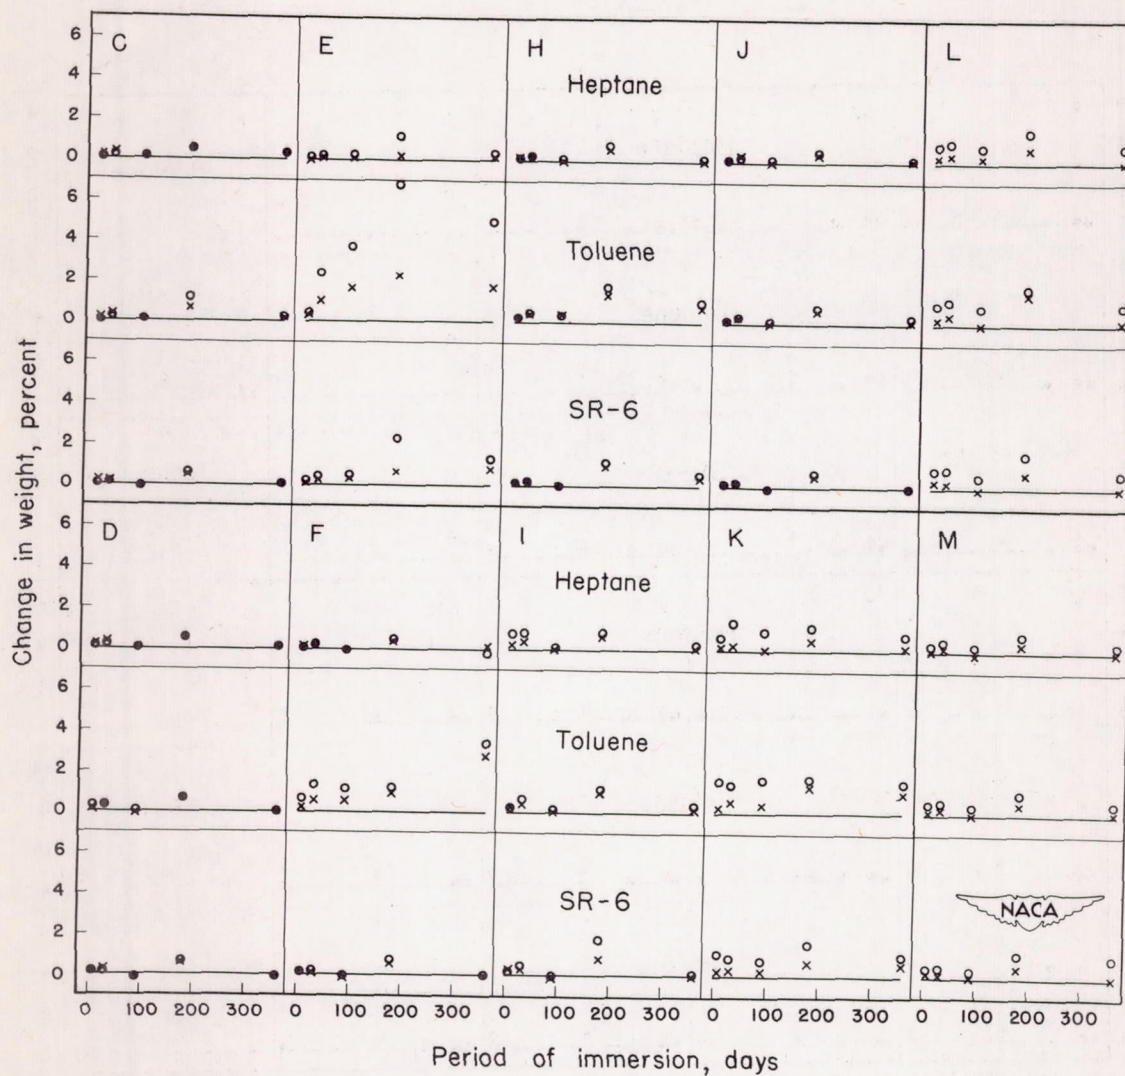 C E H J L
6
4
Heptane
2
0
4
Toluene
2
0
6
4
SR-6
2
0
D F I K M
6
4
Heptane
2
0
6
4
Toluene
2
0
6
4
SR-6
NACA
2
0
0 100 200 300 0 100 200 300 0 100 200 300 0 100 200 300 0 100 200 300
Change in weight, percent
Period of immersion, days